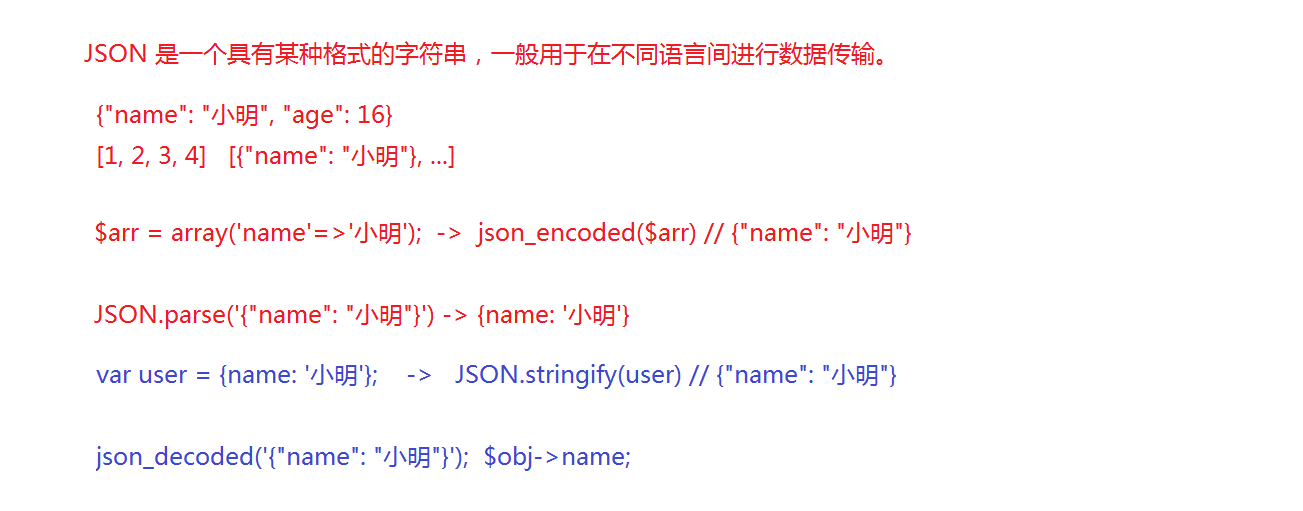 JSON 是一个具有某种格式的字符串，一般用于在不同语言间进行数据传输。
{"name": "小明", "age": 16}
[1, 2, 3, 4]   [{"name": "小明"}, ...]
$arr = array('name'=>'小明');  ->  json_encoded($arr) // {"name": "小明"}
JSON.parse('{"name": "小明"}') -> {name: '小明'}
var user = {name: '小明'};    ->   JSON.stringify(user) // {"name": "小明"}
json_decoded('{"name": "小明"}');  $obj->name;